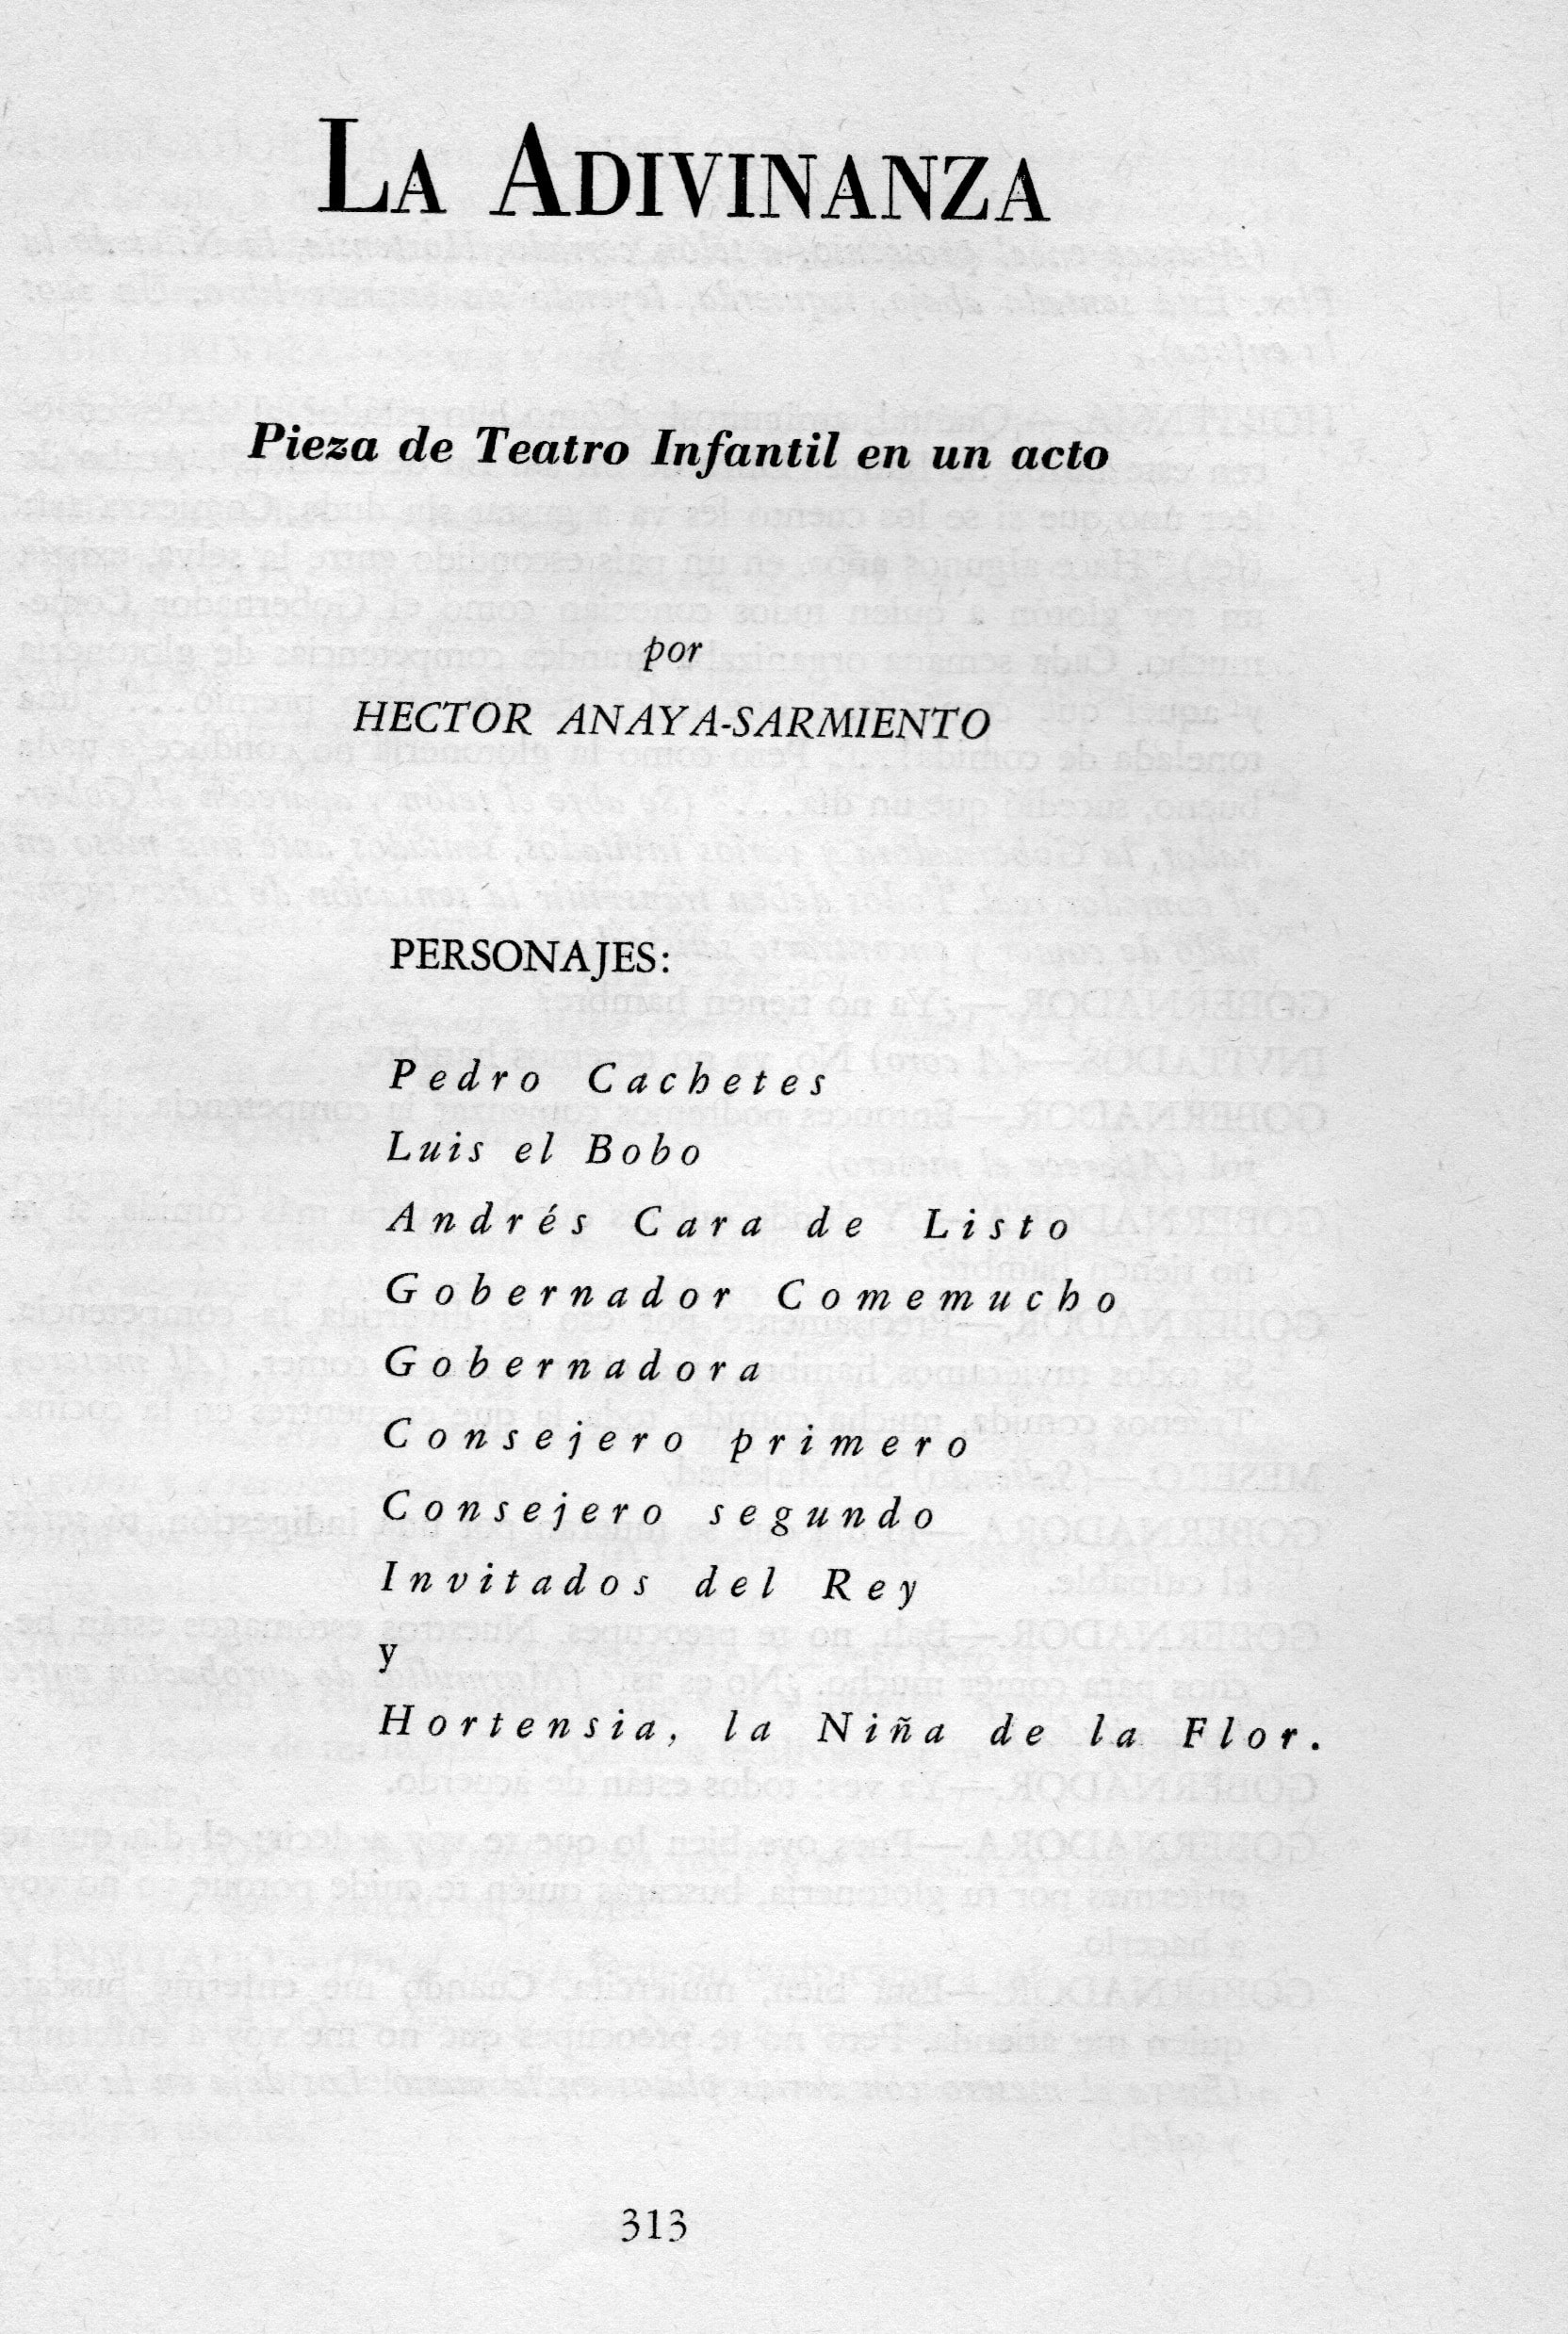 LA ADIVINANZA
Pieza de Teatro Infantil en un acto
por
HECTOR ANAYA-SARMIENTO
PERSONAJES:
Pedro Cachetes
Luis el Bobo
Andrés Cara de Listo
Gobernador Comemucho
Gobernadora
Consejero primero
Consejero segundo
Invitados del Rey
y
Hortensia, la Niña de la Flor.
313